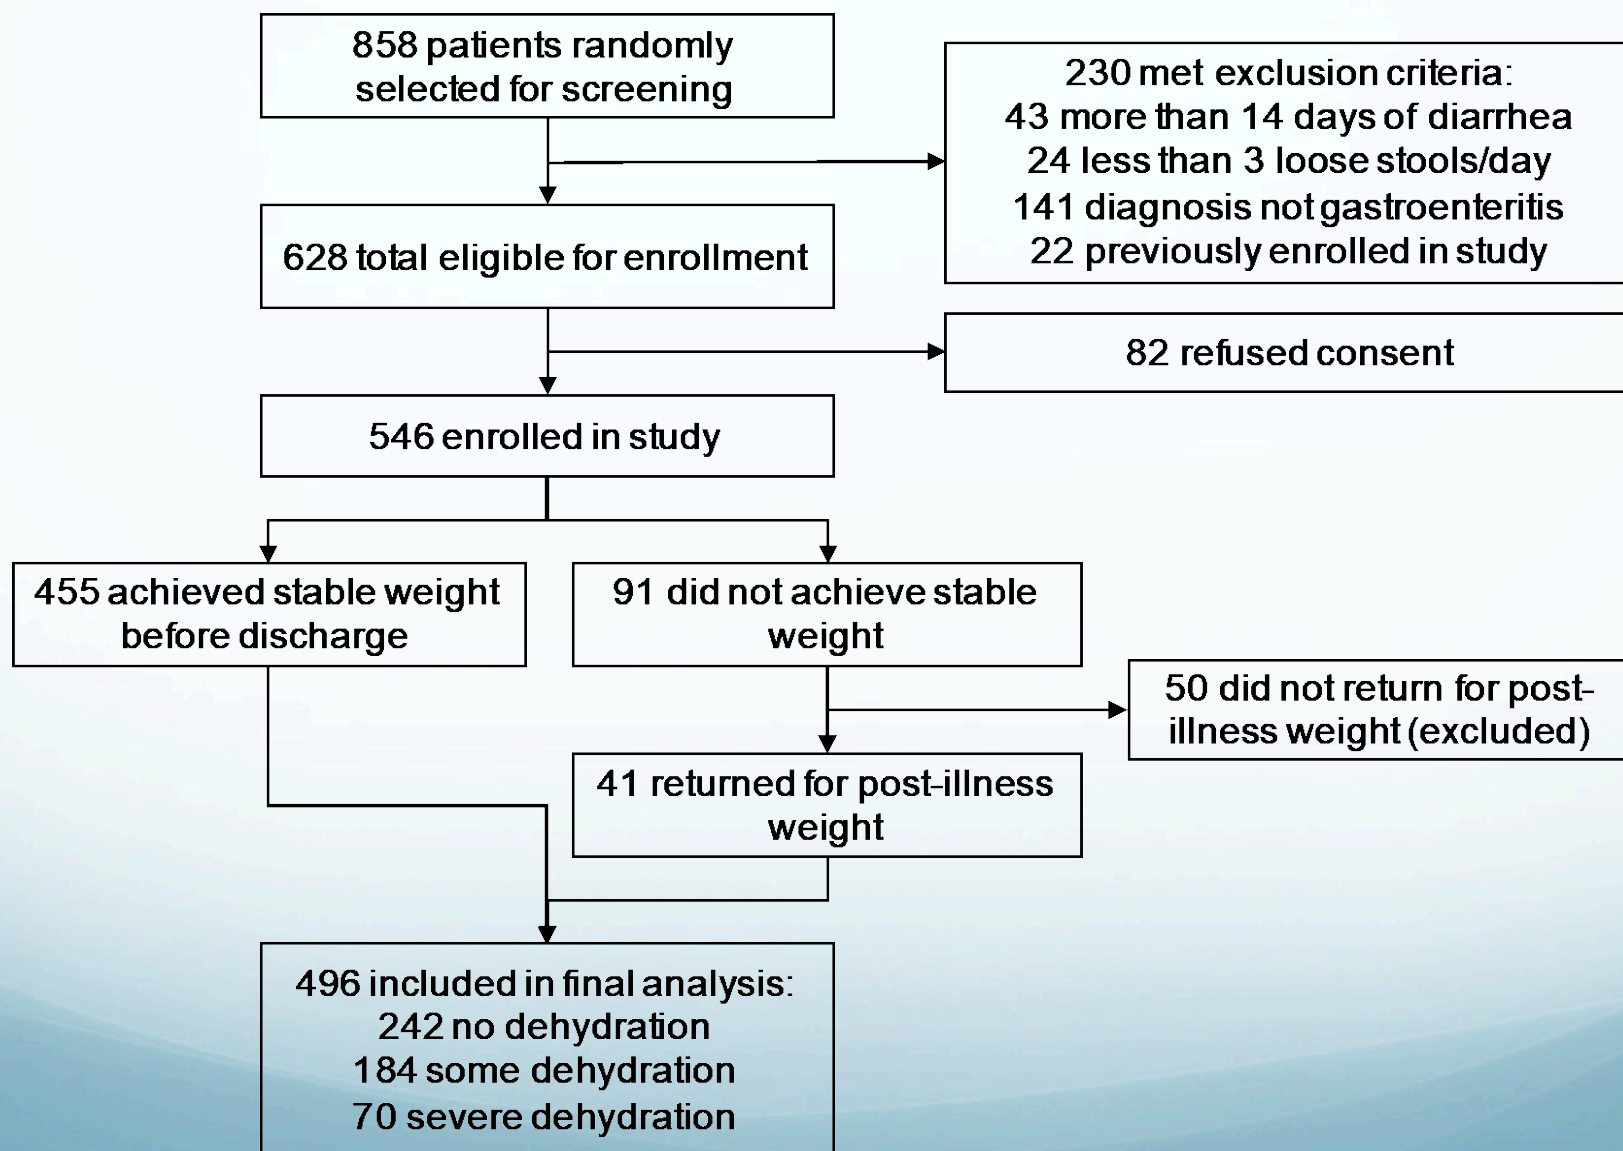 858 patients randomly
selected for screening
230 met exclusion criteria:
43 more than 14 days of diarrhea
24 less than 3 loose stools/day
141 diagnosis not gastroenteritis
22 previously enrolled in study
628 total eligible for enrollment
82 refused consent
546 enrolled in study
455 achieved stable weight
before discharge
91 did not achieve stable
weight
50 did not return for post-
illness weight (excluded)
41 returned for post-illness
weight
496 included in final analysis:
242 no dehydration
184 some dehydration
70 severe dehydration